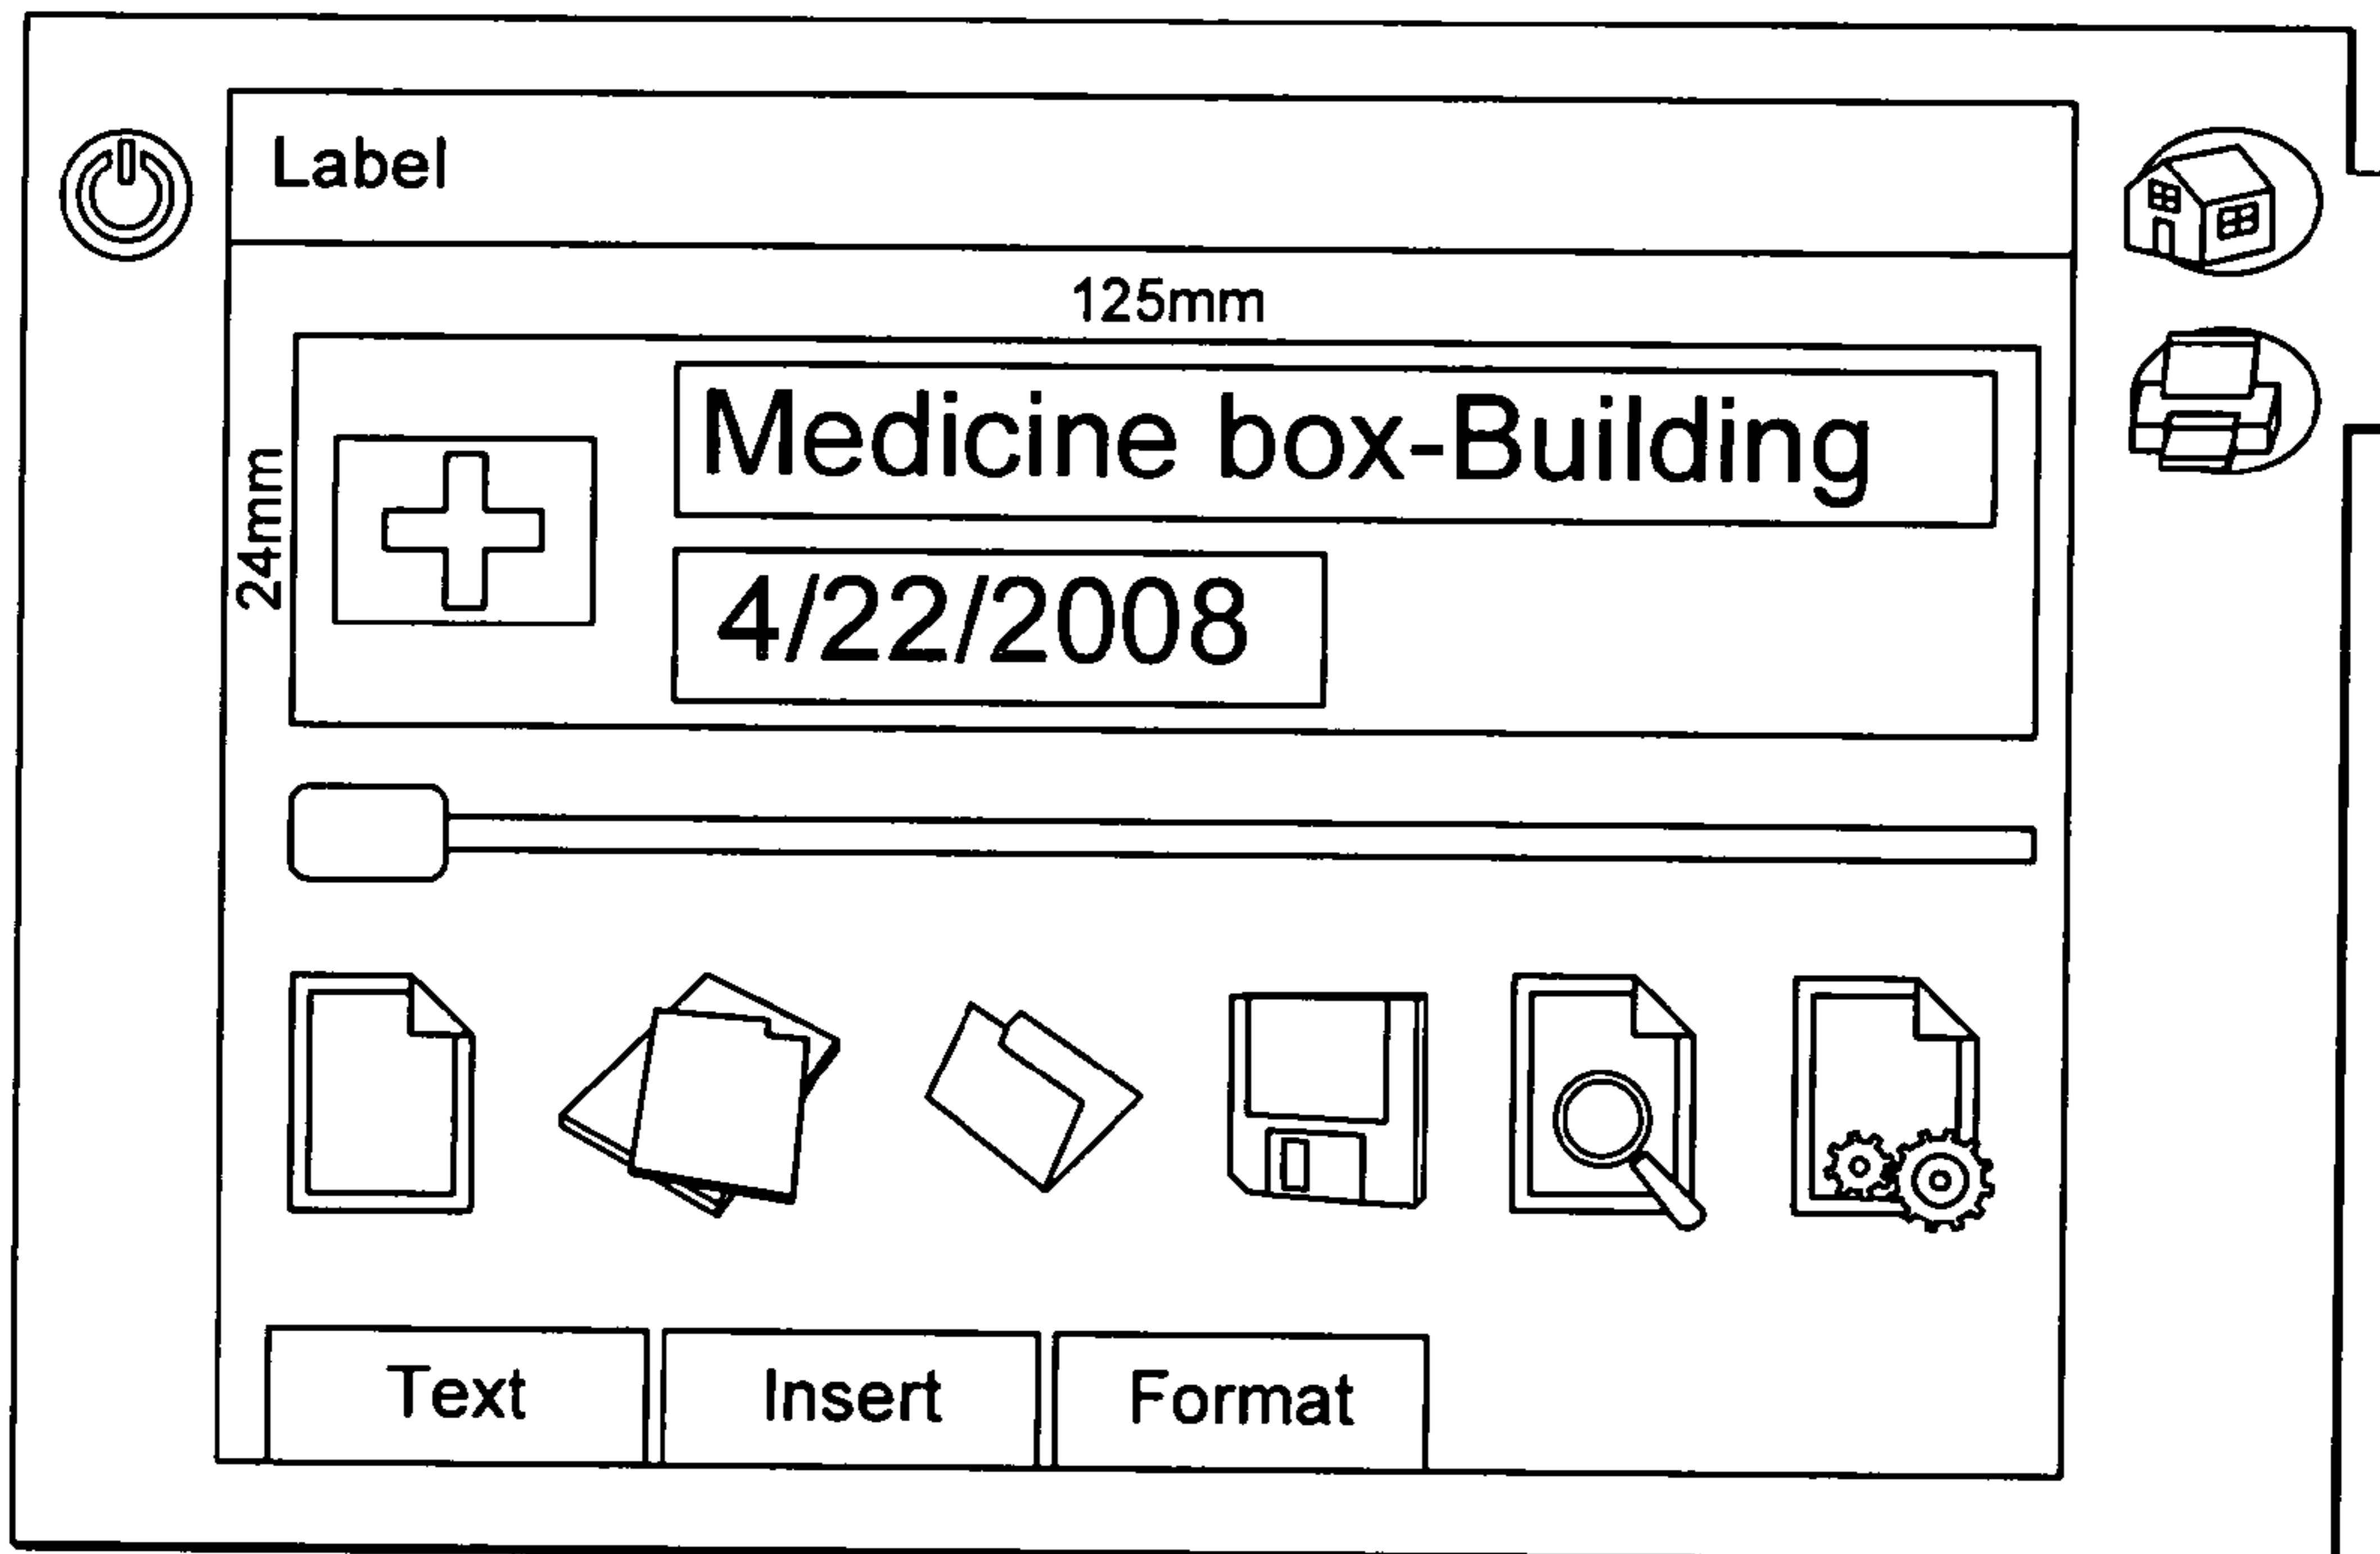 Label
125mm
24mm
Medicine box-Building
4/22/2008
Text
Insert
Format